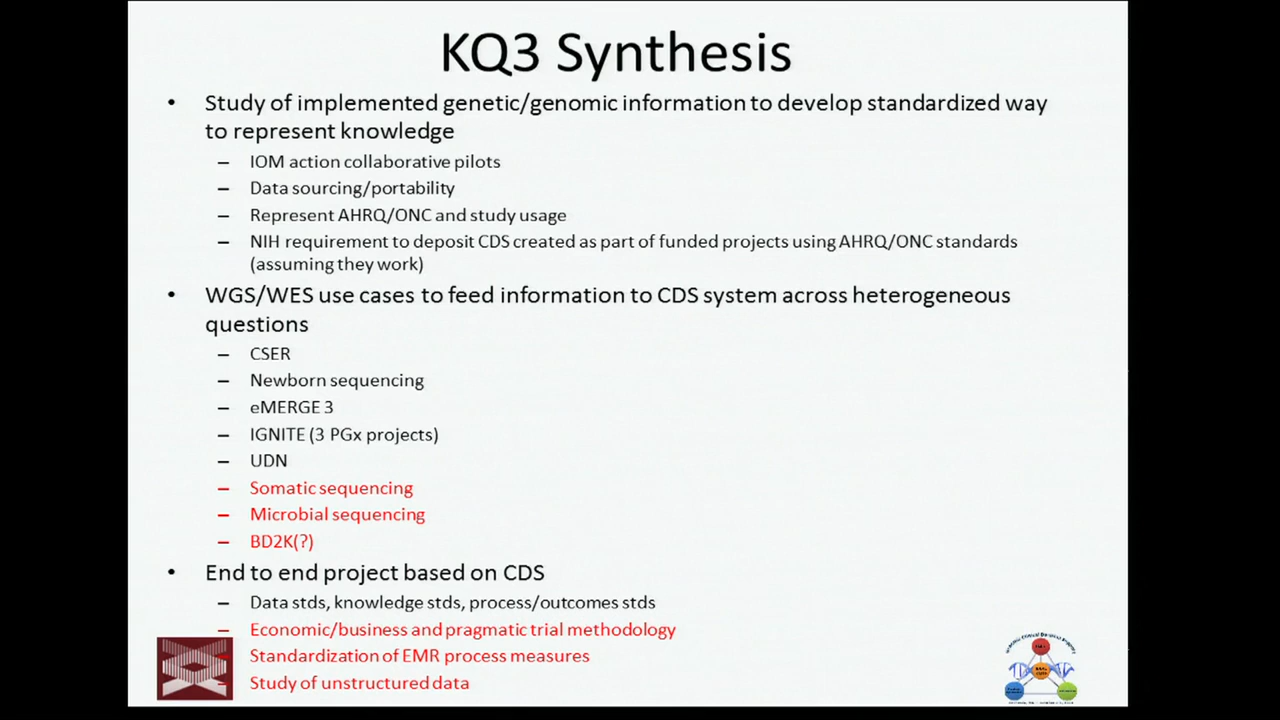 KQ3 Synthesis
• Study of implemented genetic/genomic information to develop standardized way
to represent knowledge
– IOM action collaborative pilots
– Data sourcing/portability
– Represent AHRQ/ONC and study usage
– NIH requirement to deposit CDS created as part of funded projects using AHRQ/ONC standards
(assuming they work)
• WGS/WES use cases to feed information to CDS system across heterogeneous
questions
– CSER
– Newborn sequencing
– eMERGE 3
– IGNITE (3 PGx projects)
– UDN
– Somatic sequencing
– Microbial sequencing
– BD2K(?)
• End to end project based on CDS
– Data stds, knowledge stds, process/outcomes stds
– Economic/business and pragmatic trial methodology
Standardization of EMR process measures
Study of unstructured data